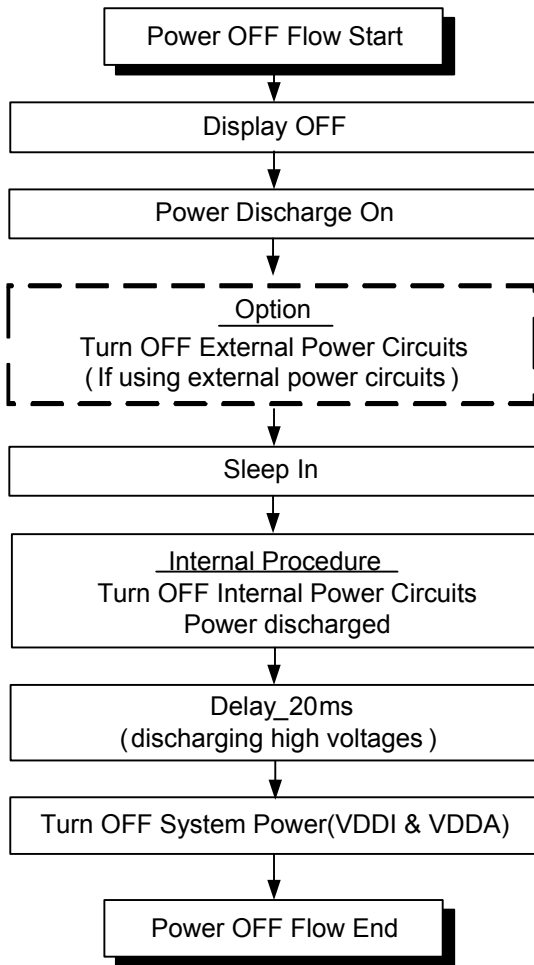 Power OFF Flow Start
Display OFF
Power Discharge On
Option
Turn OFF External Power Circuits
(If using external power circuits)
Sleep In
Internal Procedure
Turn OFF Internal Power Circuits
Power discharged
Delay_20ms
(discharging high voltages)
Turn OFF System Power(VDDI & VDDA)
Power OFF Flow End